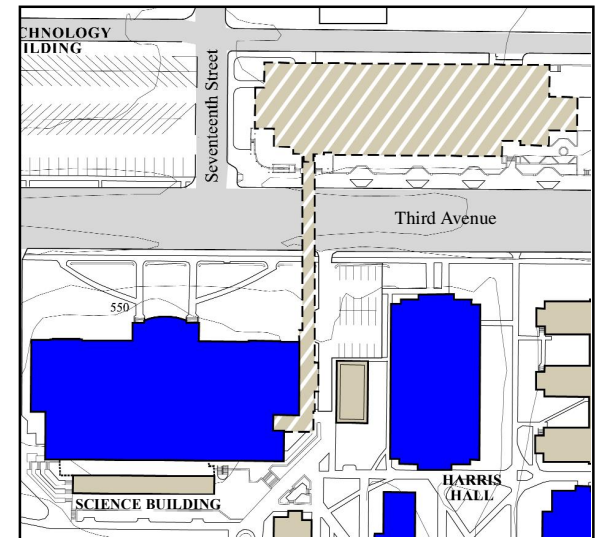 CHNOLOGY
ILDING
Seventeenth Street
Third Avenue
550
SCIENCE BUILDING
HARRIS
HALL